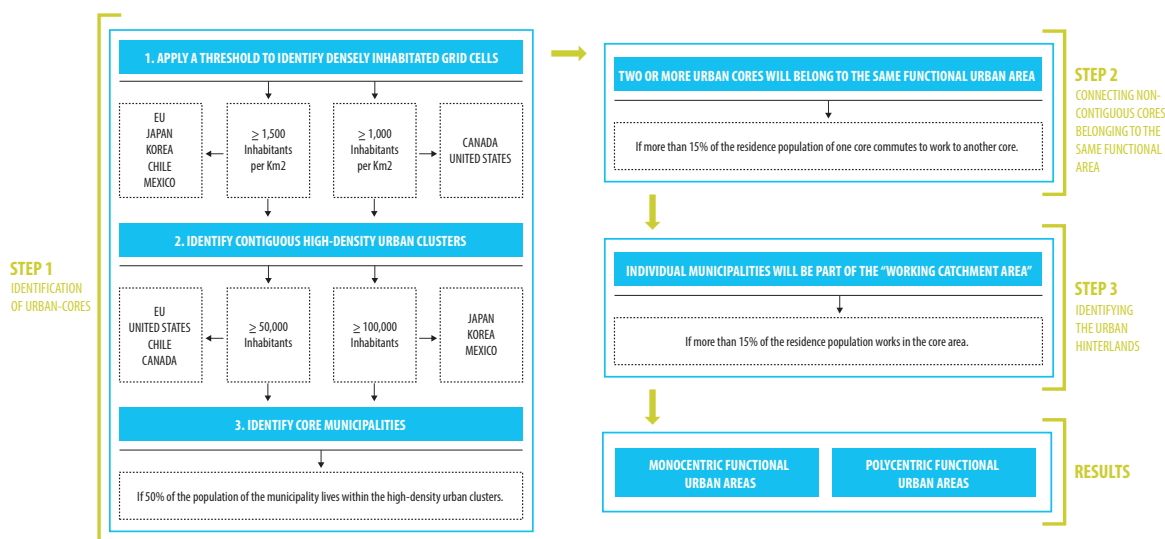 STEP 1
IDENTIFICATION
OF URBAN-CORES
1. APPLY A THRESHOLD TO IDENTIFY DENSELY INHABITATED GRID CELLS
EU
JAPAN
KOREA
CHILE
MEXICO
≥ 1,500
Inhabitants
per Km2
≥ 1,000
Inhabitants
per Km2
CANADA
UNITED STATES
2. IDENTIFY CONTIGUOUS HIGH-DENSITY URBAN CLUSTERS
EU
UNITED STATES
CHILE
CANADA
≥ 50,000
Inhabitants
≥ 100,000
Inhabitants
JAPAN
KOREA
MEXICO
3. IDENTIFY CORE MUNICIPALITIES
If 50% of the population of the municipality lives within the high-density urban clusters.
TWO OR MORE URBAN CORES WILL BELONG TO THE SAME FUNCTIONAL URBAN AREA
If more than 15% of the residence population of one core commutes to work to another core.
STEP 2
CONNECTING NON-
CONTIGUOUS CORES
BELONGING TO THE
SAME FUNCTIONAL
AREA
INDIVIDUAL MUNICIPALITIES WILL BE PART OF THE “WORKING CATCHMENT AREA”
If more than 15% of the residence population works in the core area.
STEP 3
IDENTIFYING
THE URBAN
HINTERLANDS
MONOCENTRIC FUNCTIONAL
URBAN AREAS
POLYCENTRIC FUNCTIONAL
URBAN AREAS
RESULTS